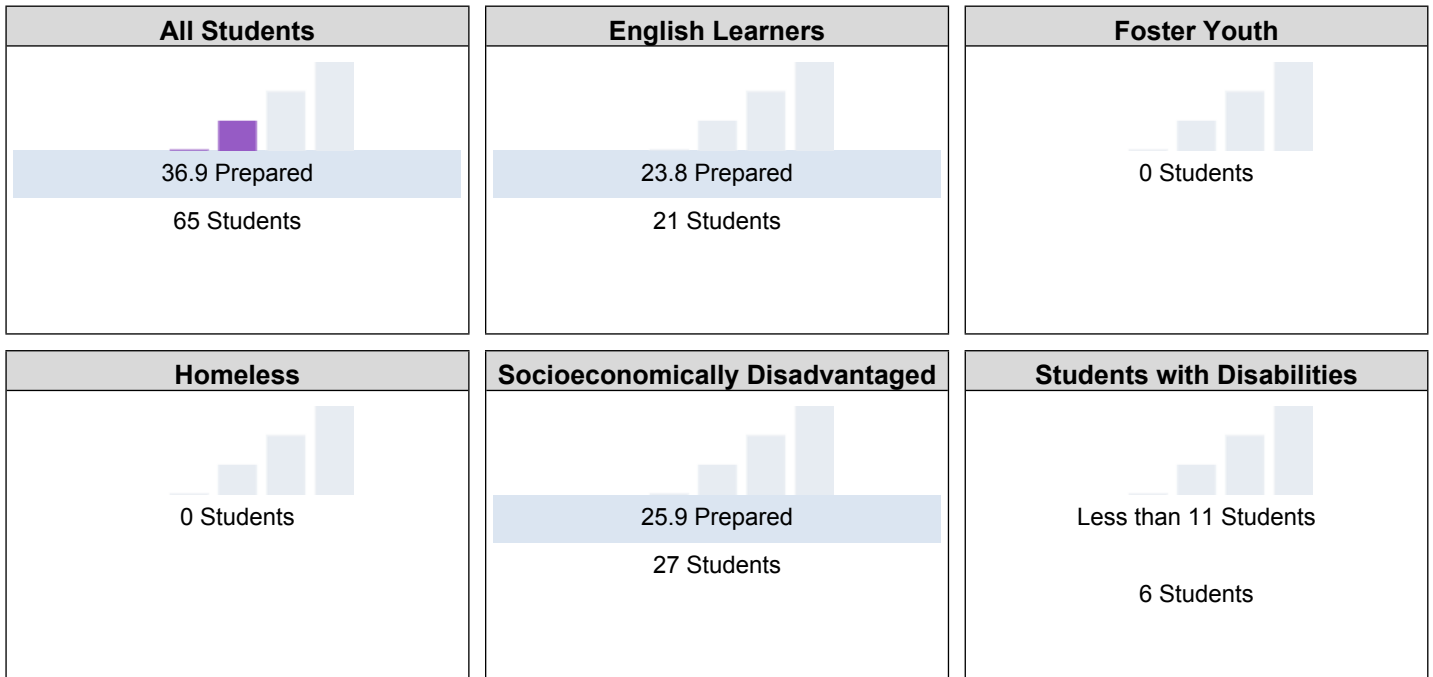 All Students
36.9 Prepared
65 Students
English Learners
23.8 Prepared
21 Students
Foster Youth
0 Students
Homeless
0 Students
Socioeconomically Disadvantaged
25.9 Prepared
27 Students
Students with Disabilities
Less than 11 Students
6 Students